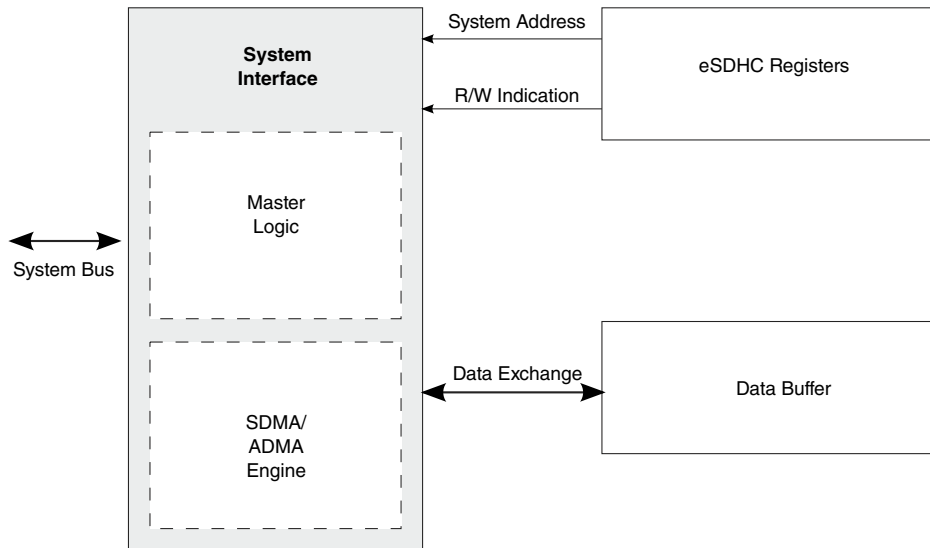 System Address
System
Interface
eSDHC Registers
R/W Indication
Master
Logic
System Bus
Data Exchange
Data Buffer
SDMA/
ADMA
Engine